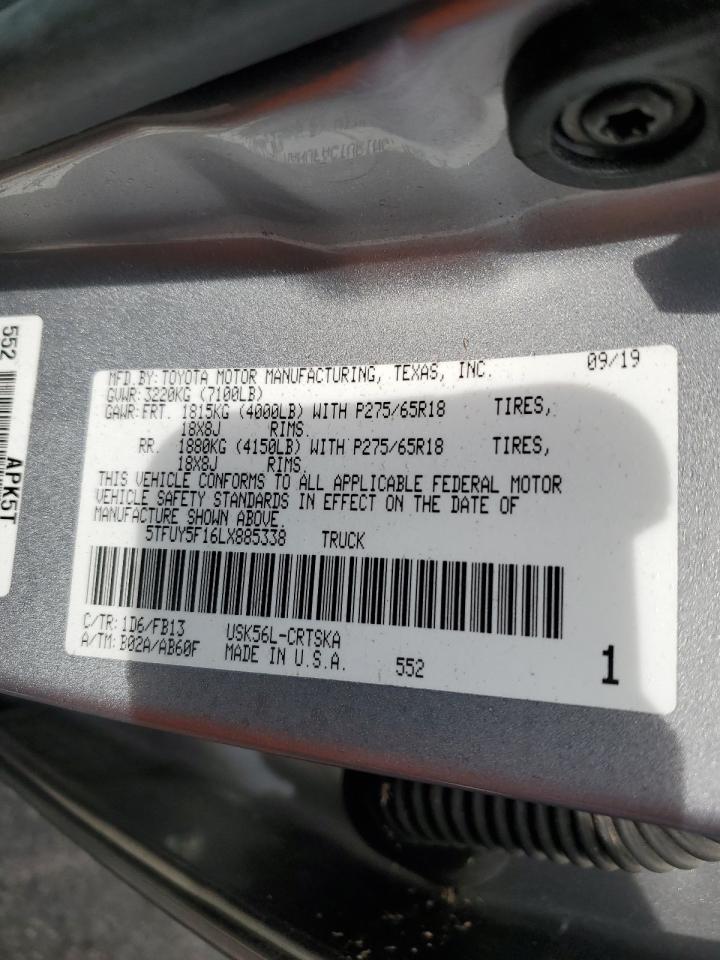 MFD. BY: TOYOTA MOTOR MANUFACTURING, TEXAS, INC. 09/19
GVWR: 3220KG (7100LB)
GAWR: FRT. 1815KG (4000LB) WITH P275/65R18 TIRES,
18X8J RIMS.
RR. 1880KG (4150LB) WITH P275/65R18 TIRES,
18X8J RIMS.
THIS VEHICLE CONFORMS TO ALL APPLICABLE FEDERAL MOTOR
VEHICLE SAFETY STANDARDS IN EFFECT ON THE DATE OF
MANUFACTURE SHOWN ABOVE.
5TFUY5F16LX885338 TRUCK
C/TR: 1D6/FB13 USK56L-CRTSKA
A/TM: B02A/AB60F MADE IN U.S.A. 552 1
552
APK5T